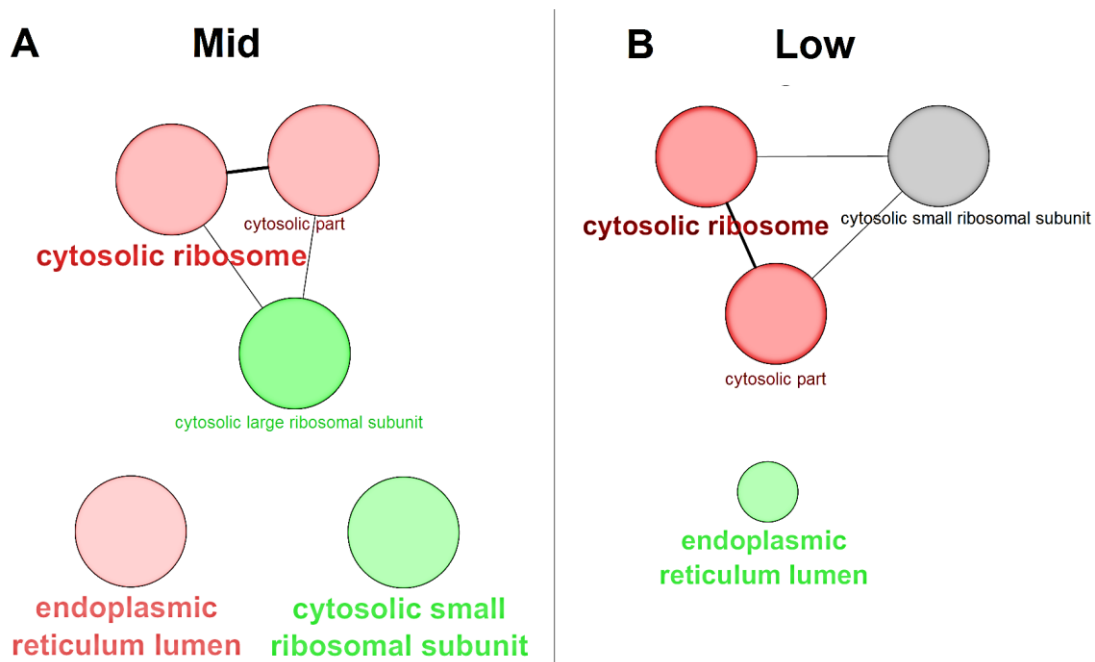 A
Mid
cytosolic part
cytosolic ribosome
cytosolic large ribosomal subunit
endoplasmic
reticulum lumen
cytosolic small
ribosomal subunit
B
Low
cytosolic ribosome
cytosolic small ribosomal subunit
cytosolic part
endoplasmic
reticulum lumen